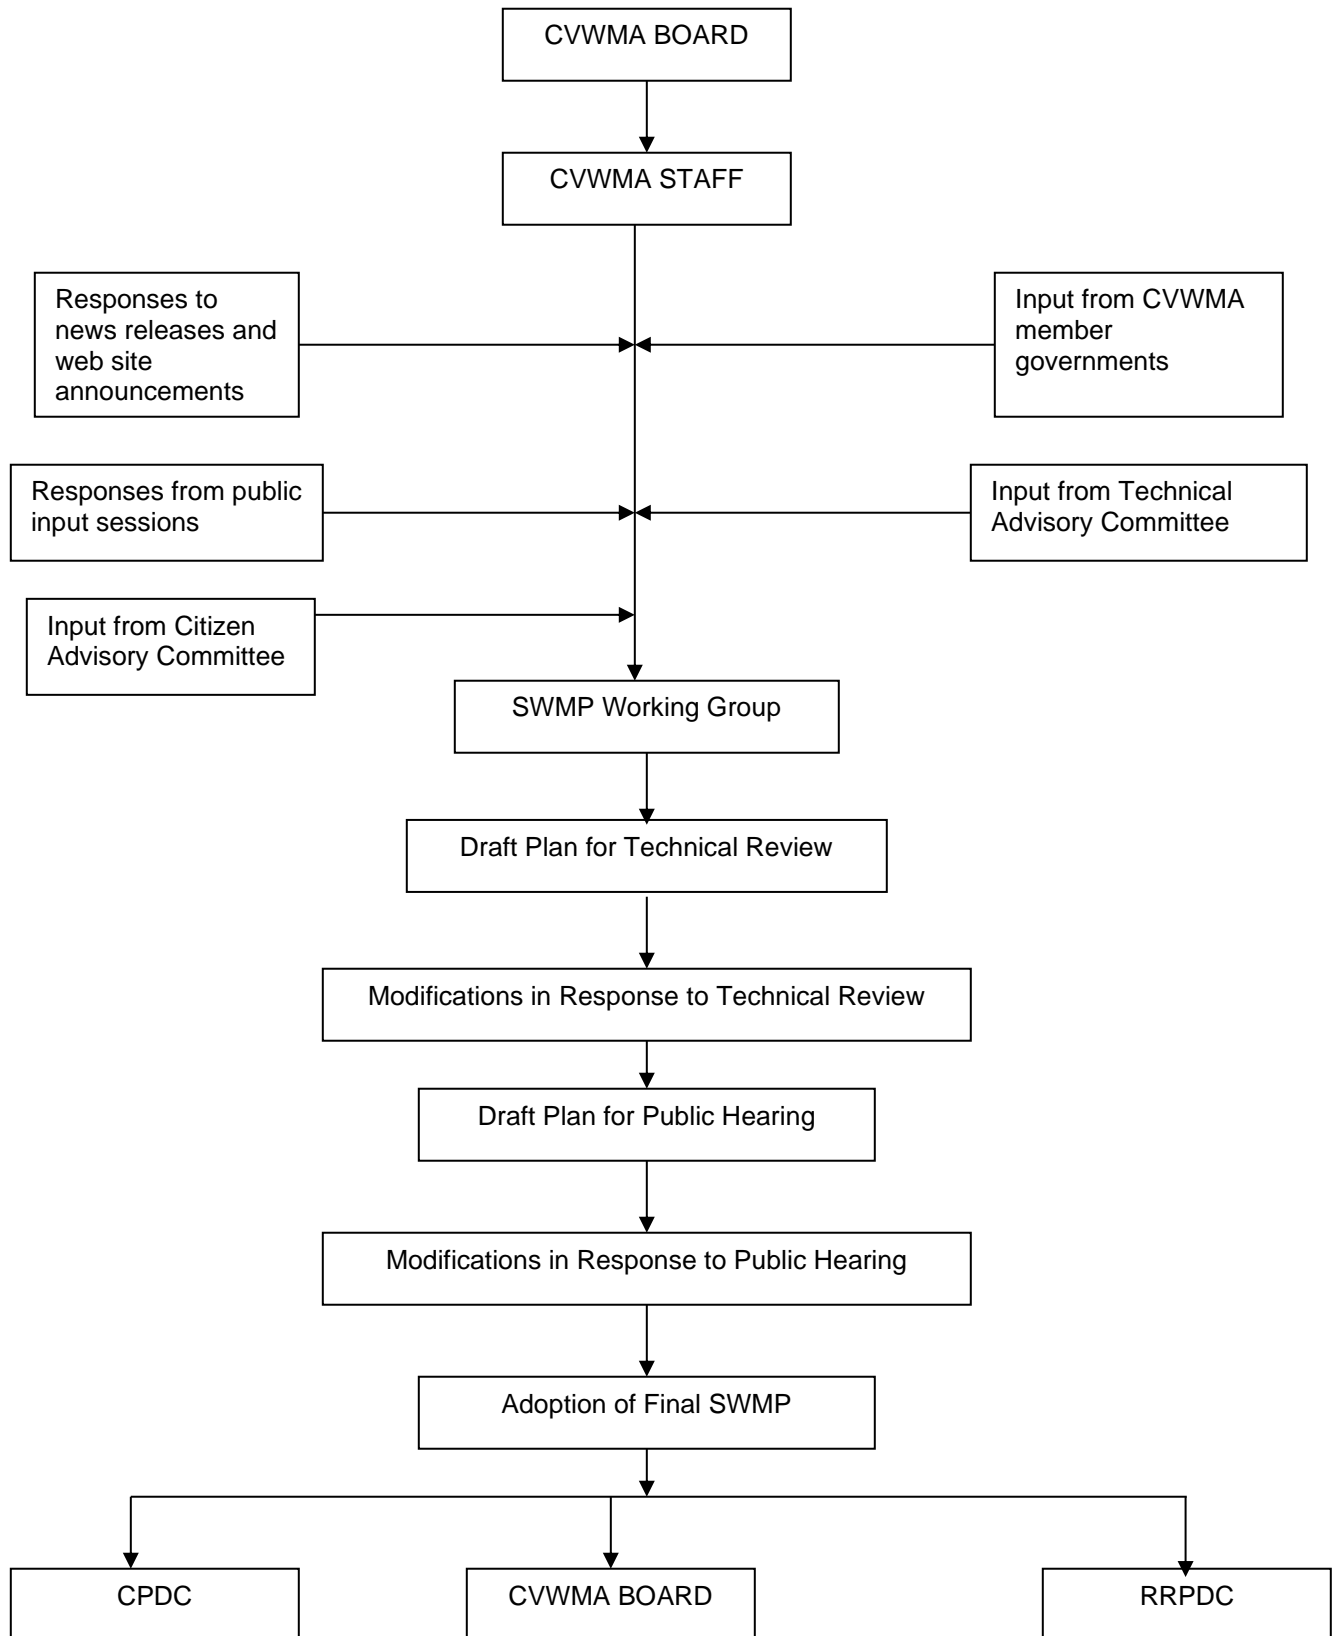 CVWMA BOARD
CVWMA STAFF
Responses to
news releases and
web site
announcements
Input from CVWMA
member
governments
Responses from public
input sessions
Input from Technical
Advisory Committee
Input from Citizen
Advisory Committee
SWMP Working Group
Draft Plan for Technical Review
Modifications in Response to Technical Review
Draft Plan for Public Hearing
Modifications in Response to Public Hearing
Adoption of Final SWMP
CPDC
CVWMA BOARD
RRPDC